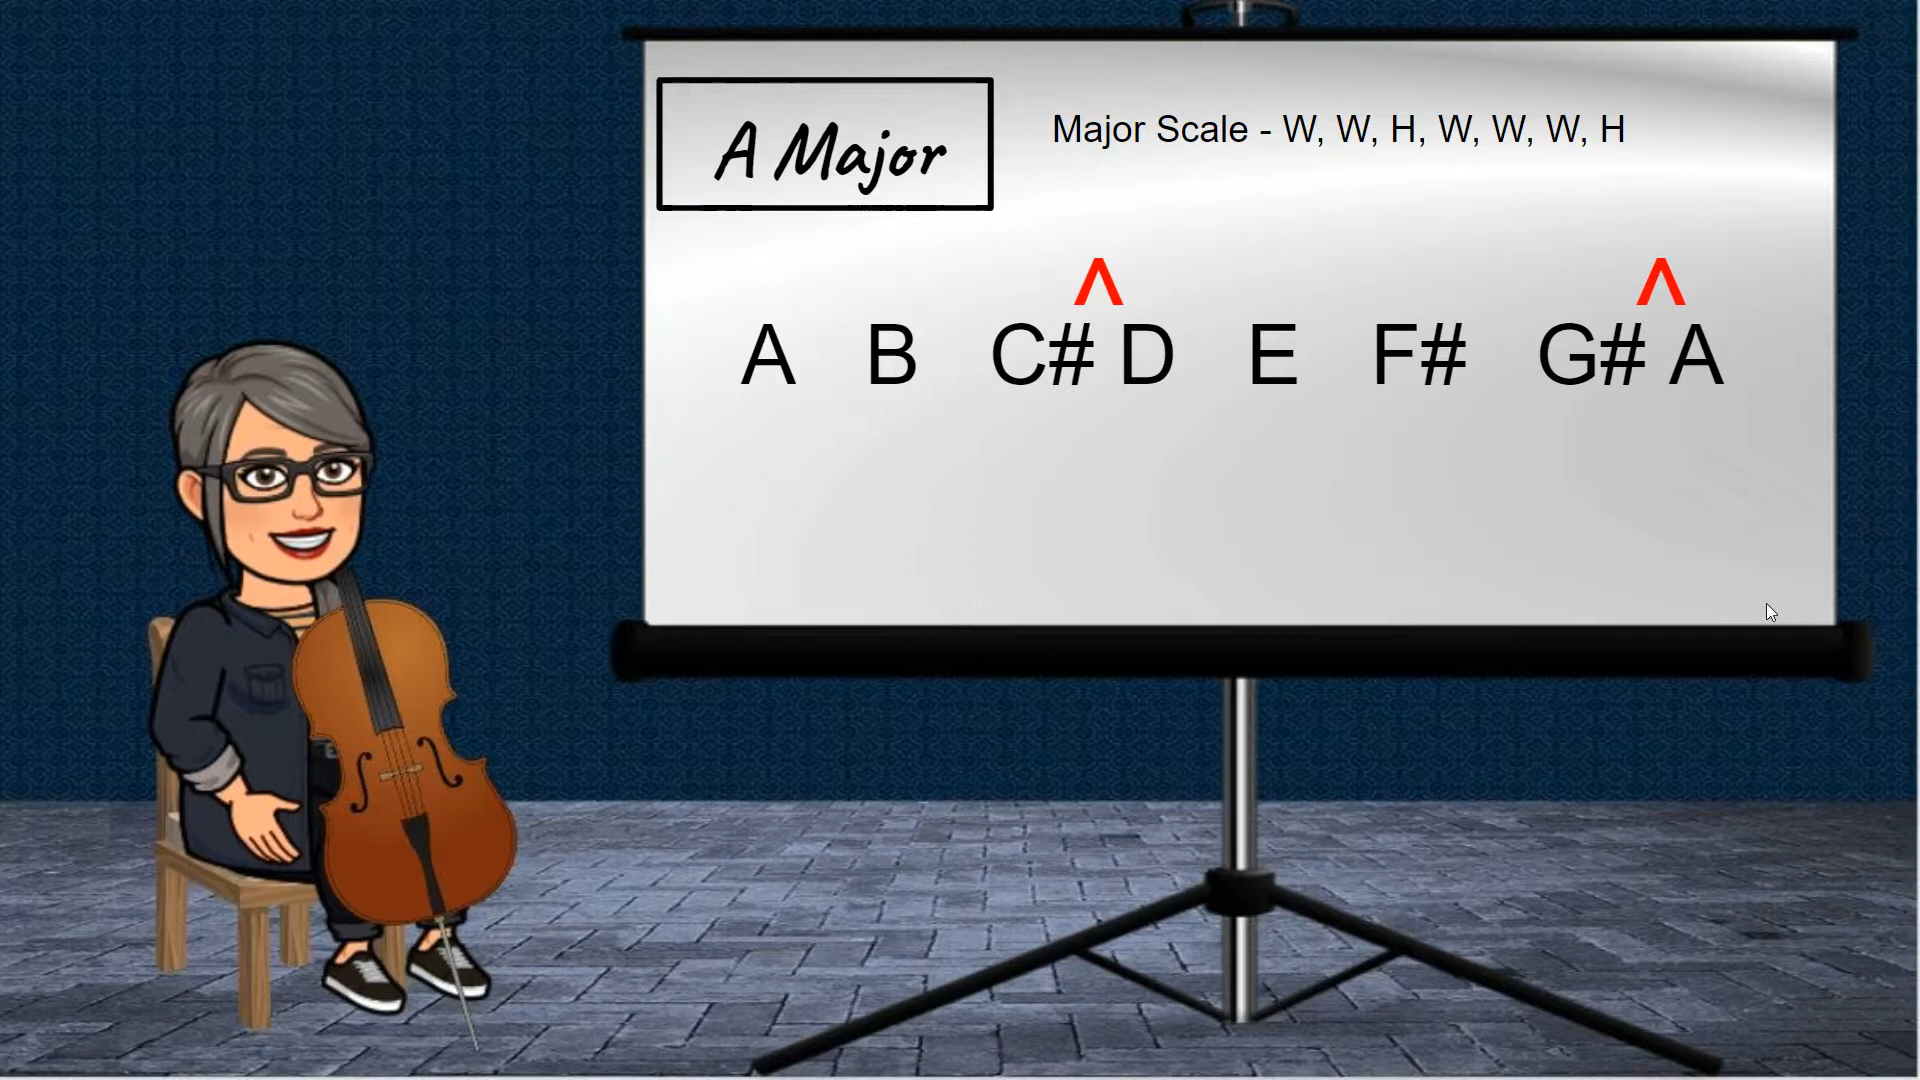 A Major
Major Scale - W, W, H, W, W, W, H
^ ^
A B C# D E F# G# A